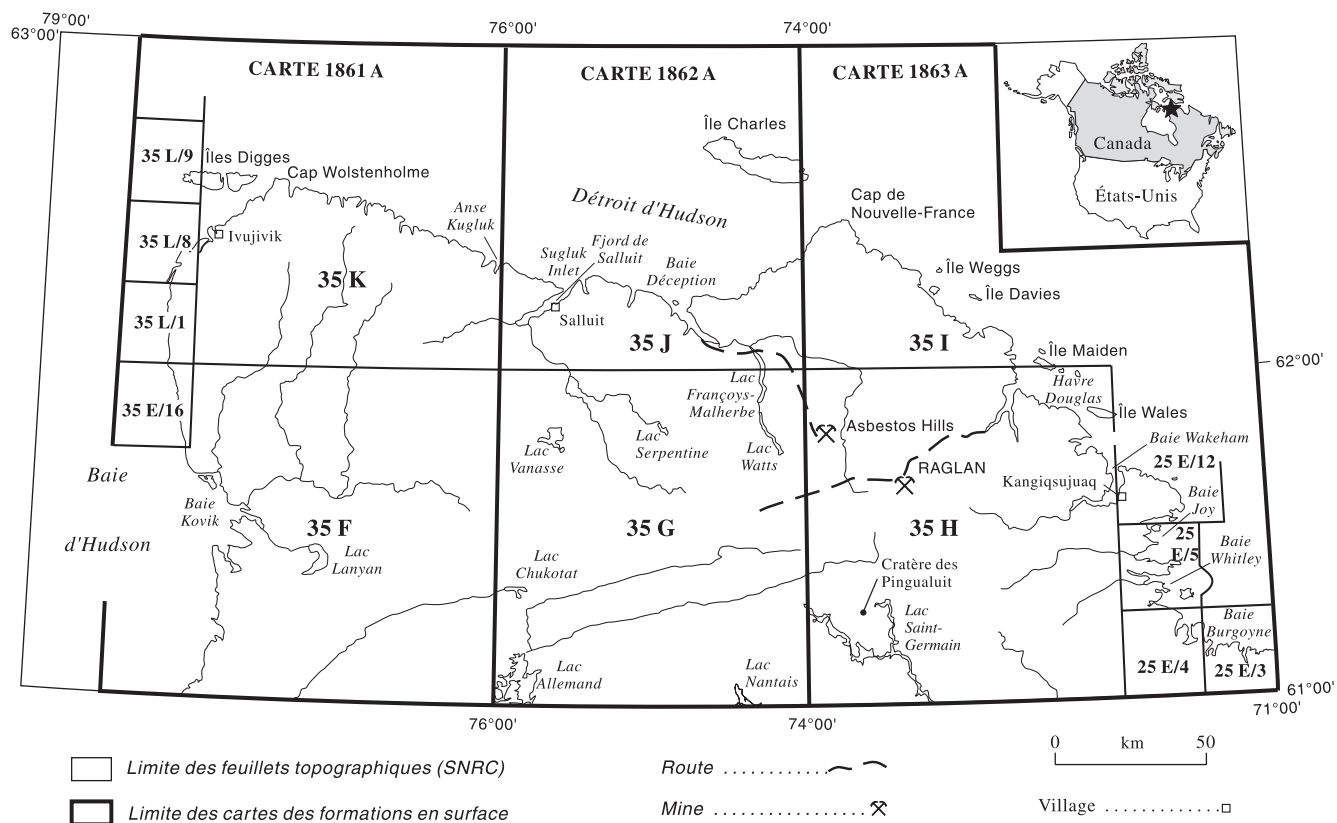 79°00'
63°00'
76°00'
74°00'
CARTE 1861 A
CARTE 1862 A
CARTE 1863 A
Canada
États-Unis
Île Charles
35 L/9
Îles Digges
Cap Wolstenholme
Détroit d'Hudson
Cap de
Nouvelle-France
Anse
Kugluk
35 L/8
Ivujivik
Sugluk
Inlet
Fjord de
Salluit
Baie
Déception
Île Weggs
Île Davies
35 K
35 L/1
Salluit
35 J
35 I
Île Maiden
62°00'
Havre
Douglas
35 E/16
Lac
Françoys-
Malherbe
Île Wales
Asbestos Hills
Lac
Vanasse
Lac
Serpentine
Lac
Watts
Baie Wakeham
25 E/12
Baie
RAGLAN
Kangiqsujuaq
Baie
Joy
Baie
Kovik
35 F
35 G
35 H
25
E/5
Baie
Whitley
d'Hudson
Lac
Lanyan
Lac
Chukotat
Cratère des
Pingualuit
Lac
Saint-
Germain
Baie
Burgoyne
Lac
Allemand
Lac
Nantais
25 E/4
25 E/3
61°00'
71°00'
76°00'
74°00'
0 km 50
Limite des feuillets topographiques (SNRC)
Route
Limite des cartes des formations en surface
Mine
Village